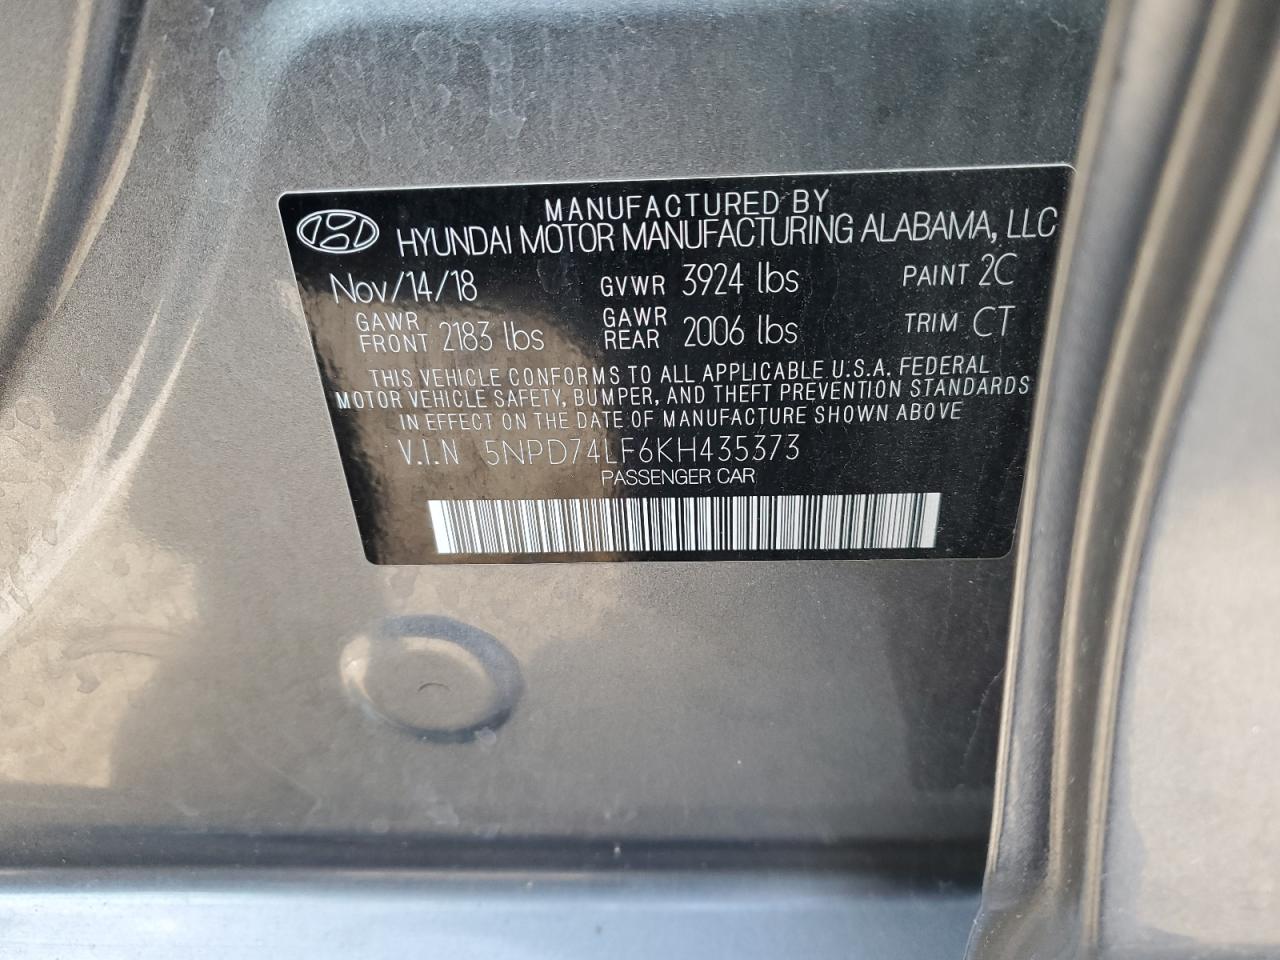 MANUFACTURED BY
HYUNDAI MOTOR MANUFACTURING ALABAMA, LLC
Nov/14/18 GVWR 3924 lbs PAINT 2C
GAWR FRONT 2183 lbs GAWR REAR 2006 lbs TRIM CT
THIS VEHICLE CONFORMS TO ALL APPLICABLE U.S.A. FEDERAL
MOTOR VEHICLE SAFETY, BUMPER, AND THEFT PREVENTION STANDARDS
IN EFFECT ON THE DATE OF MANUFACTURE SHOWN ABOVE
V.I.N 5NPD74LF6KH435373
PASSENGER CAR